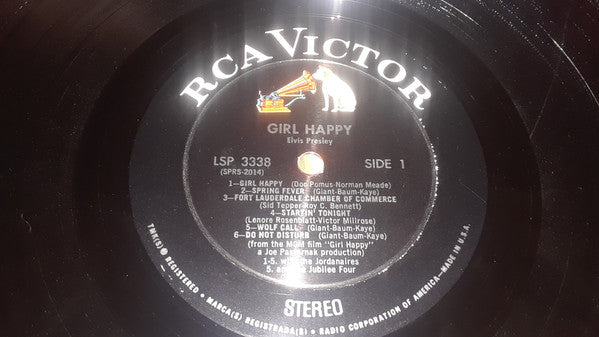 RCA VICTOR
GIRL HAPPY
Elvis Presley
LSP 3338 SIDE 1
(SPRS-2014)
1—GIRL HAPPY (Doc Pomus-Norman Meade)
2—SPRING FEVER (Giant-Baum-Kaye)
3—FORT LAUDERDALE CHAMBER OF COMMERCE
(Sid Tepper-Roy C. Bennett)
4—STARTIN' TONIGHT
(Lenore Rosenblatt-Victor Millrose)
5—WOLF CALL (Giant-Baum-Kaye)
6—DO NOT DISTURB (Giant-Baum-Kaye)
(from the MGM film "Girl Happy"
a Joe Pasternak production)
1-5. with the Jordanaires
5. and the Jubilee Four
STEREO
TMK(S) ® REGISTERED • MARCA(S) REGISTRADA(S) • RADIO CORPORATION OF AMERICA—MADE IN U.S.A.